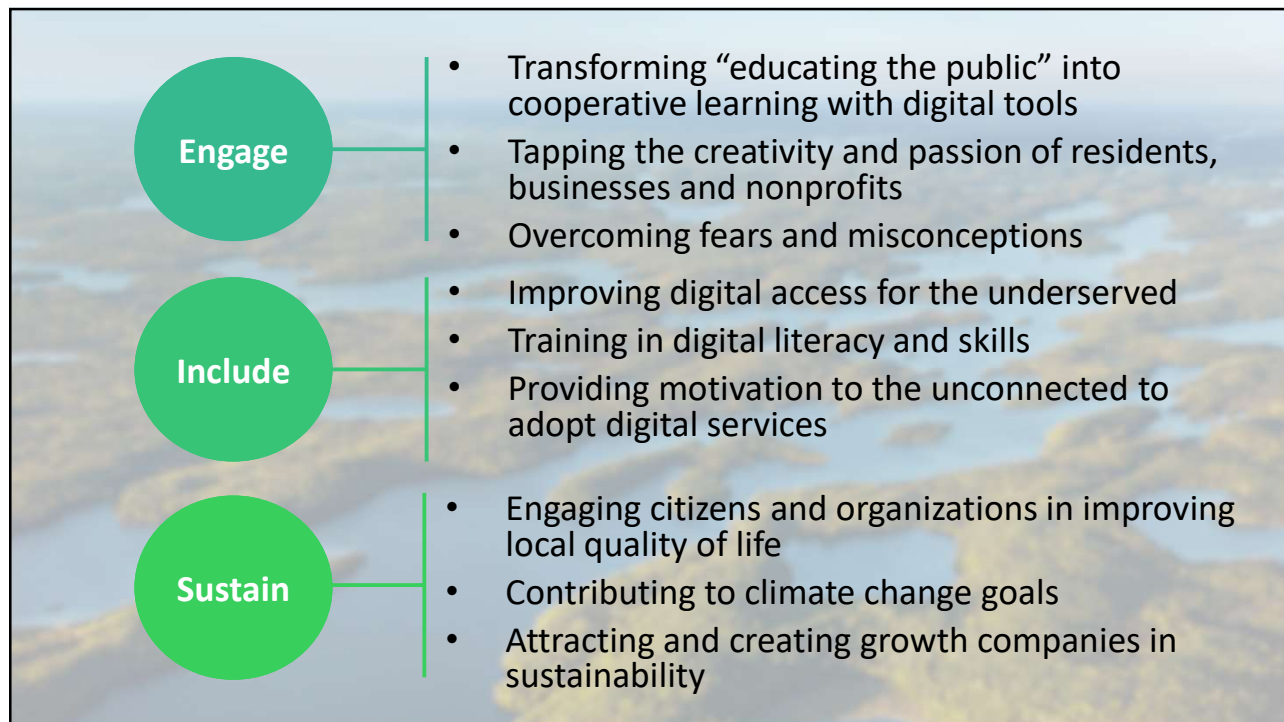 Engage
• Transforming “educating the public” into
cooperative learning with digital tools
• Tapping the creativity and passion of residents,
businesses and nonprofits
• Overcoming fears and misconceptions
Include
• Improving digital access for the underserved
• Training in digital literacy and skills
• Providing motivation to the unconnected to
adopt digital services
Sustain
• Engaging citizens and organizations in improving
local quality of life
• Contributing to climate change goals
• Attracting and creating growth companies in
sustainability